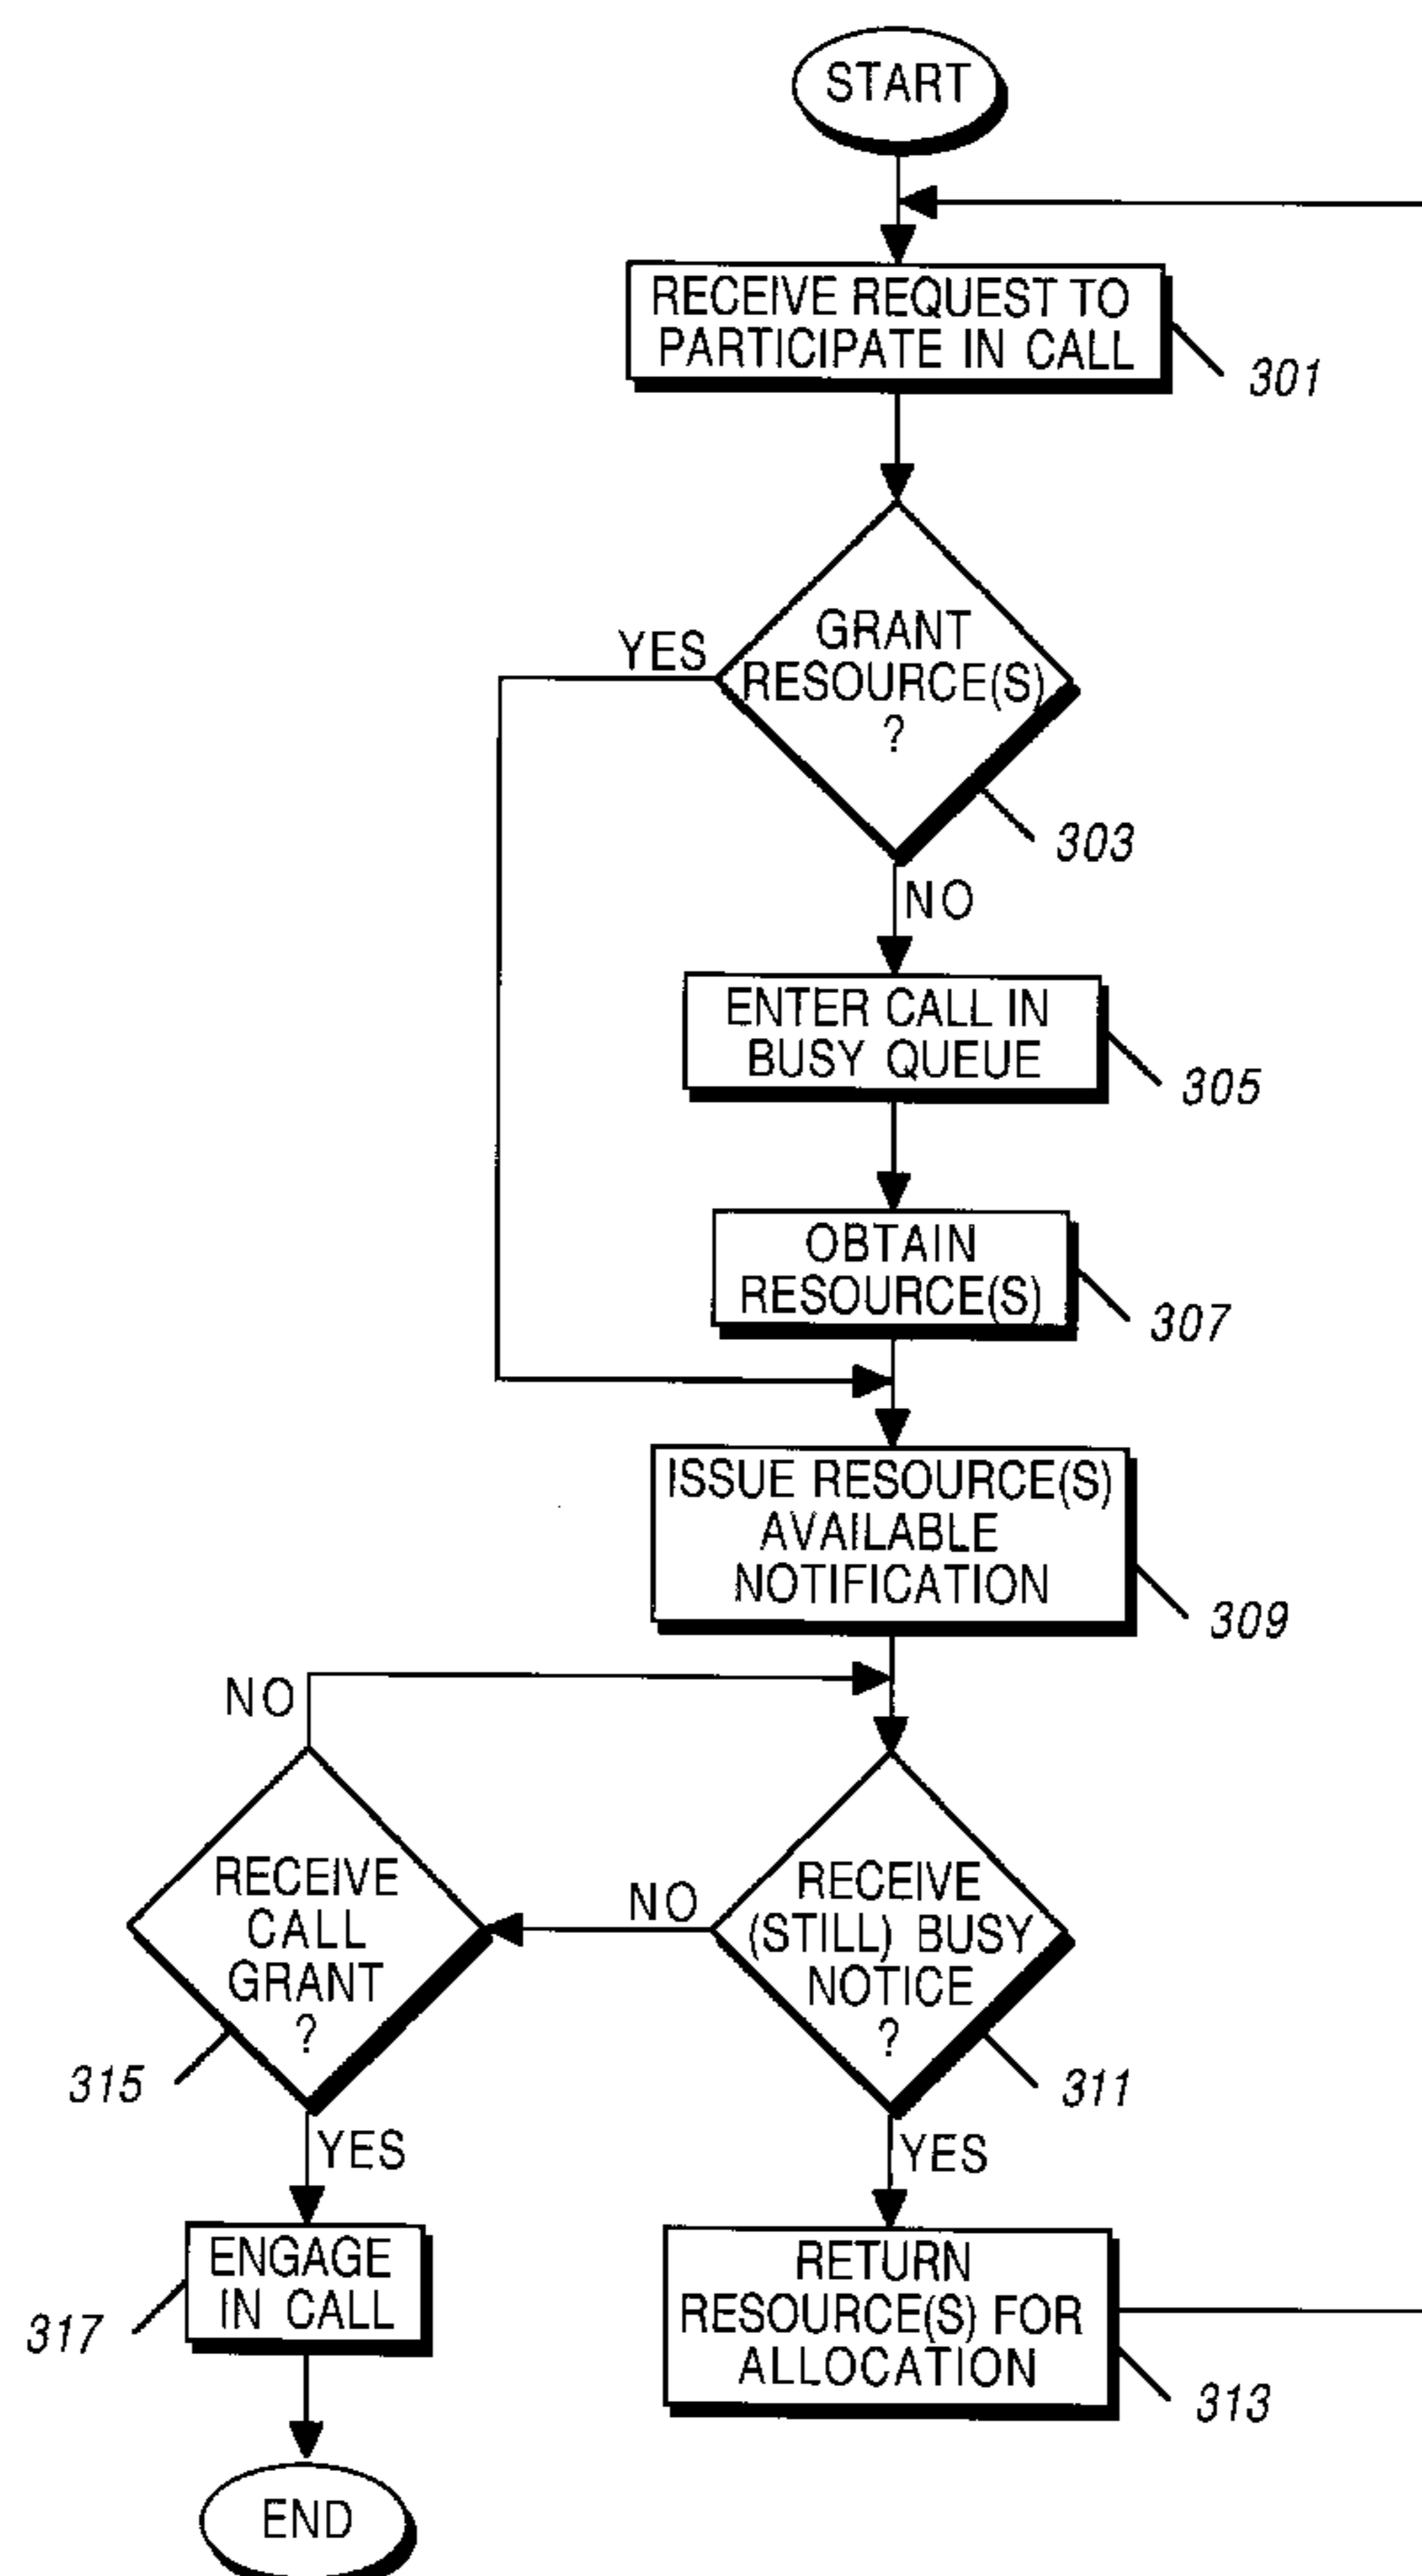 START
RECEIVE REQUEST TO
PARTICIPATE IN CALL
301
GRANT
RESOURCE(S)
?
YES
303
NO
ENTER CALL IN
BUSY QUEUE
305
OBTAIN
RESOURCE(S)
307
ISSUE RESOURCE(S)
AVAILABLE
NOTIFICATION
309
NO
RECEIVE
CALL
GRANT
?
315
NO
RECEIVE
(STILL) BUSY
NOTICE
?
311
YES
YES
ENGAGE
IN CALL
317
RETURN
RESOURCE(S) FOR
ALLOCATION
313
END